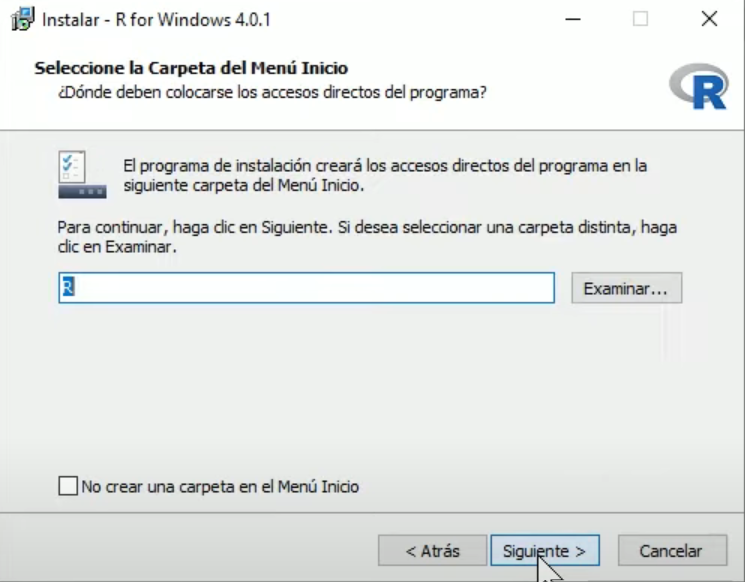 Instalar - R for Windows 4.0.1
Seleccione la Carpeta del Menú Inicio
¿Dónde deben colocarse los accesos directos del programa?
R
El programa de instalación creará los accesos directos del programa en la
siguiente carpeta del Menú Inicio.
Para continuar, haga clic en Siguiente. Si desea seleccionar una carpeta distinta, haga
clic en Examinar.
R
Examinar...
No crear una carpeta en el Menú Inicio
< Atrás
Siguiente >
Cancelar